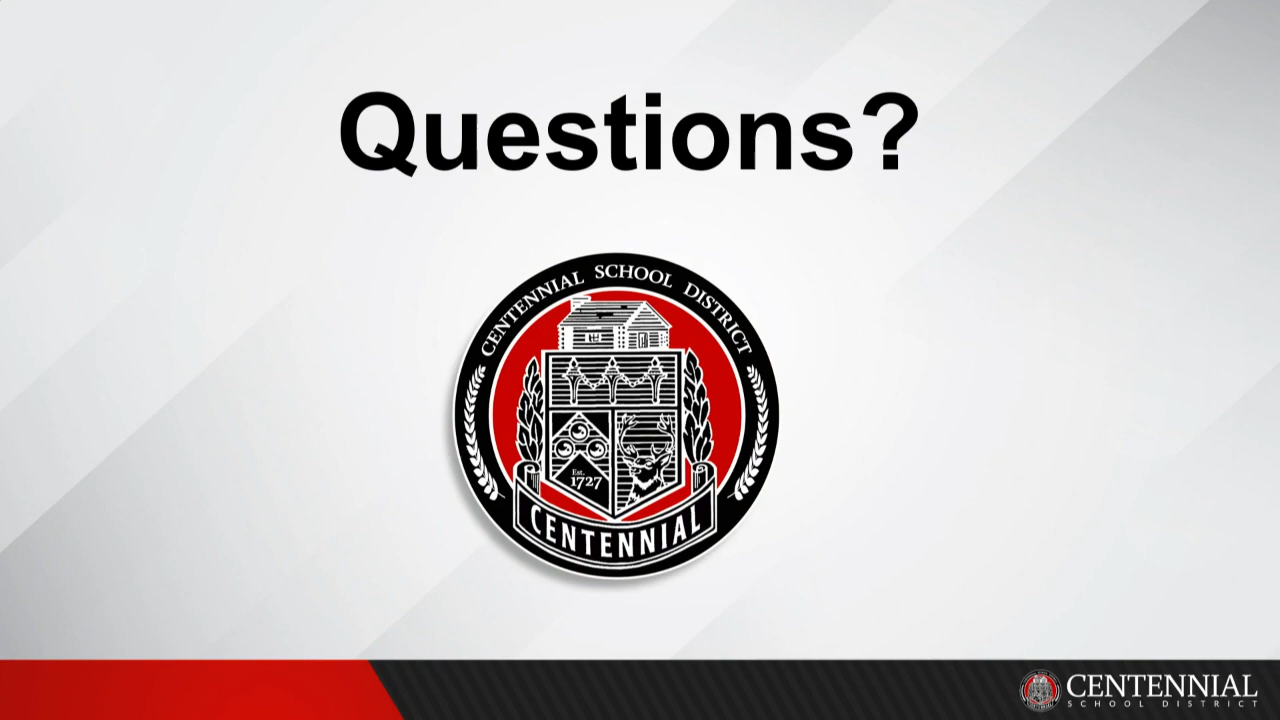 Questions?
CENTENNIAL SCHOOL DISTRICT
Est.
1727
CENTENNIAL
CENTENNIAL
SCHOOL DISTRICT